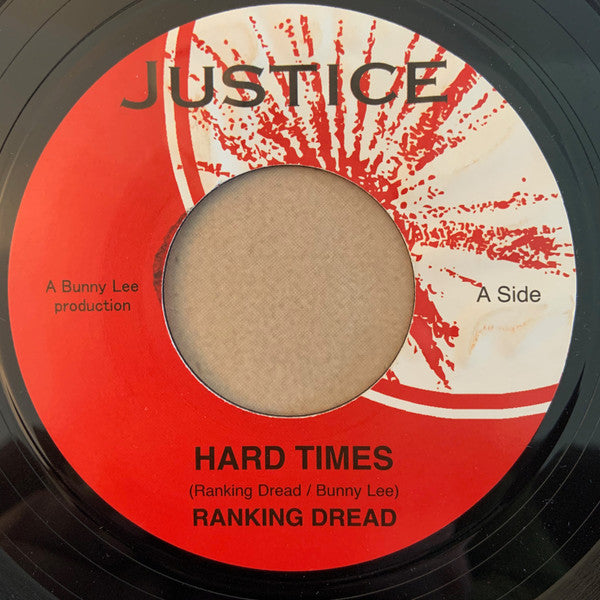 JUSTICE
A Bunny Lee
production
A Side
HARD TIMES
(Ranking Dread / Bunny Lee)
RANKING DREAD